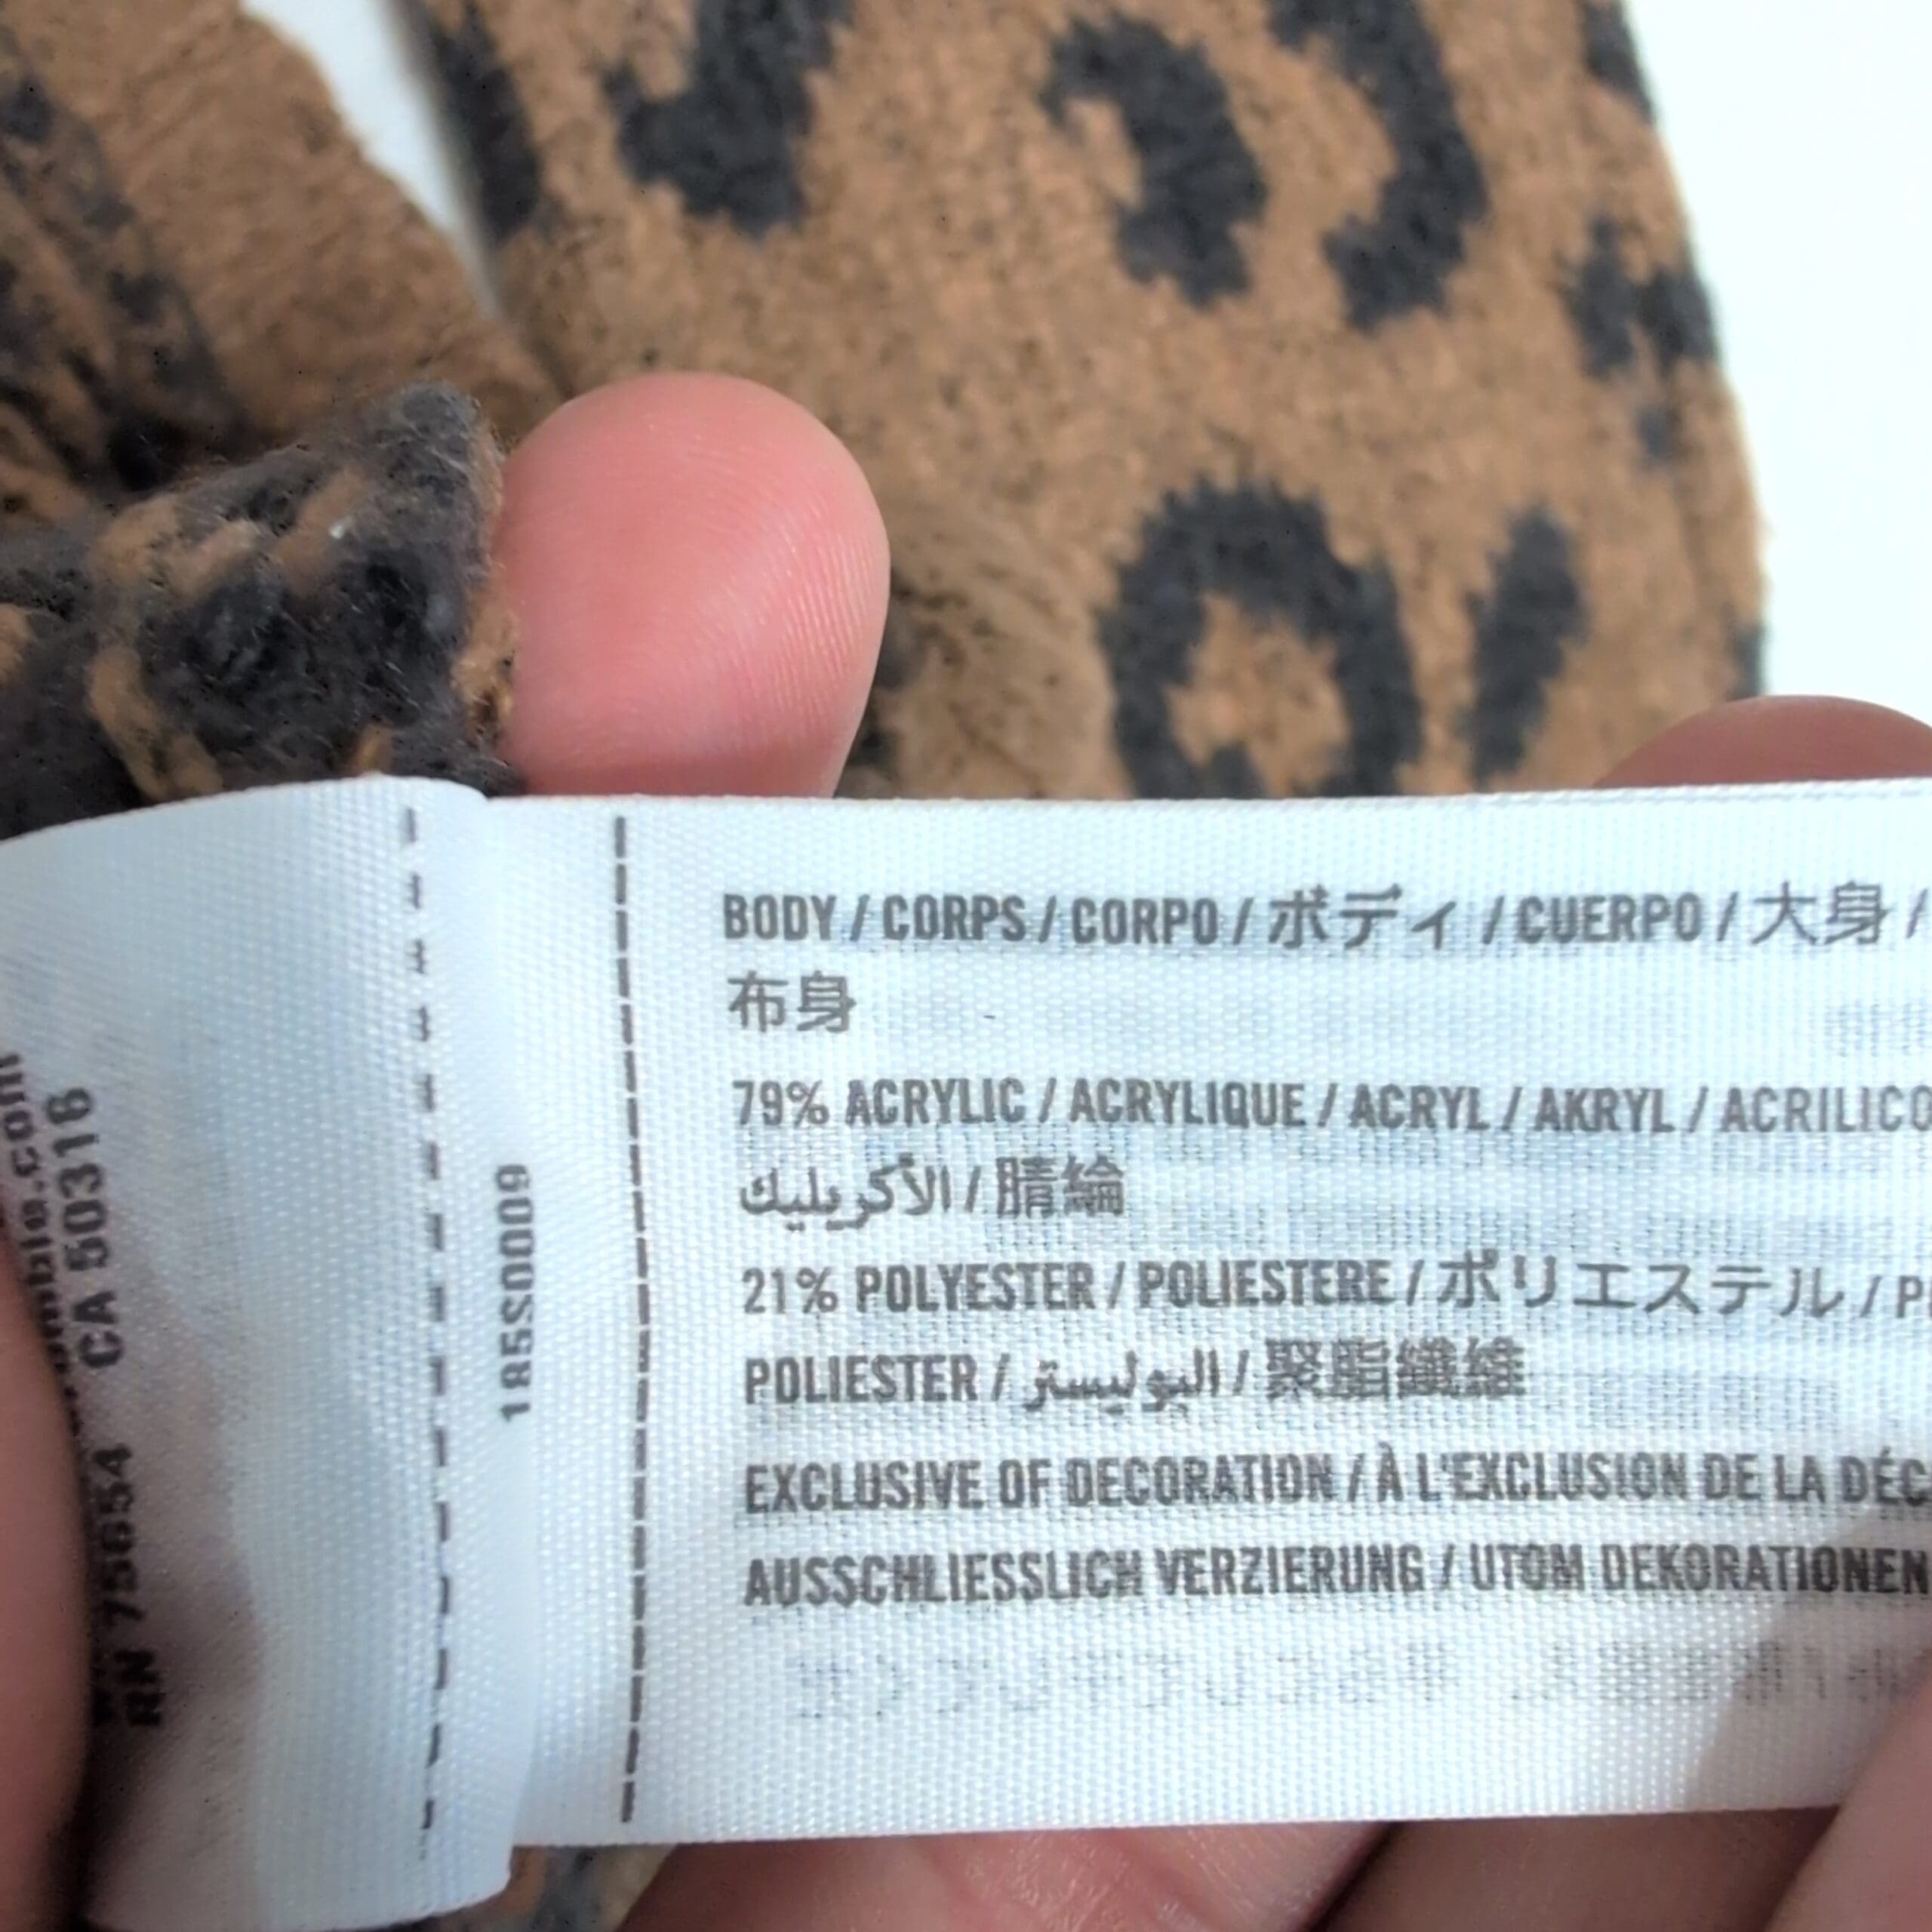 BODY / CORPS / CORPO / ボディ / CUERPO / 大身 /
布身
79% ACRYLIC / ACRYLIQUE / ACRYL / AKRYL / ACRILICO
الأكريليك / 腈綸
21% POLYESTER / POLIESTERE / ポリエステル / P
POLIESTER / البوليستر / 聚脂纖維
EXCLUSIVE OF DECORATION / À L'EXCLUSION DE LA DÉC
AUSSCHLIESSLICH VERZIERUNG / UTOM DEKORATIONEN
185S0009
RN 75654 CA 50316